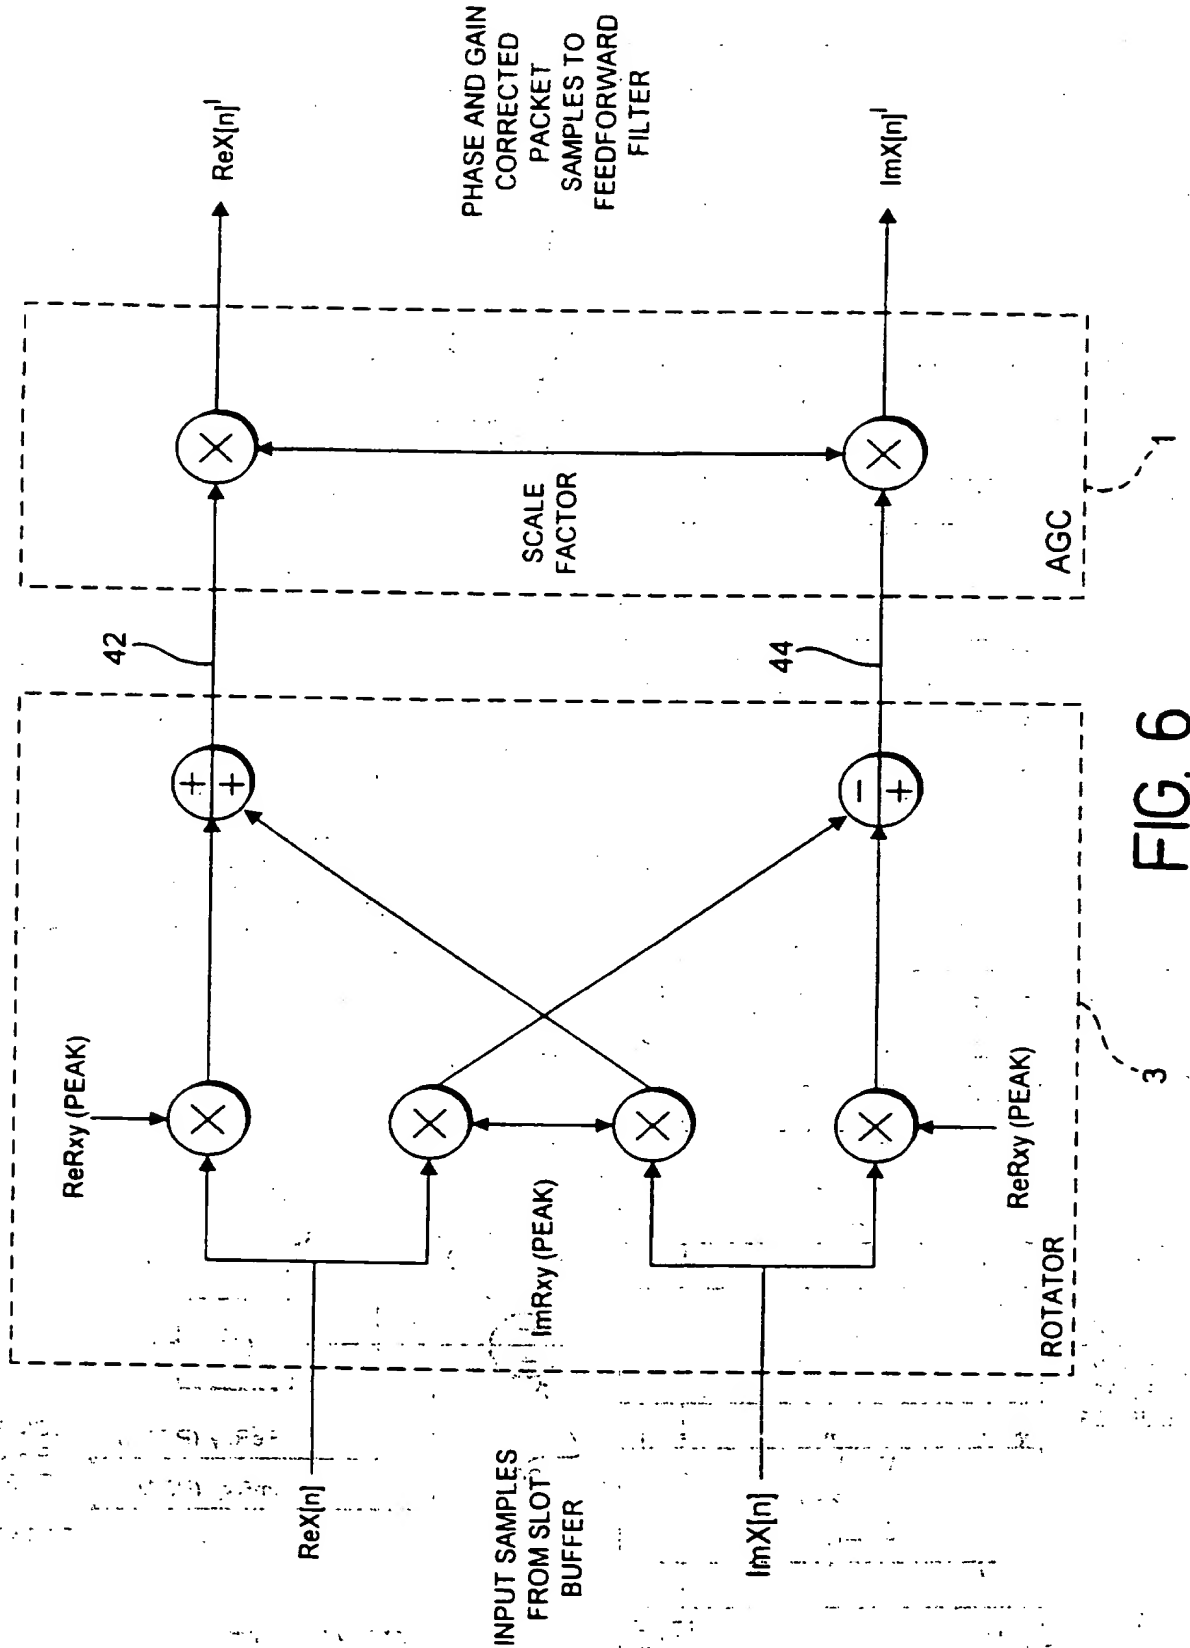 INPUT SAMPLES
FROM SLOT
BUFFER
ReX[n]
ImX[n]
ReRxy (PEAK)
ImRxy (PEAK)
ReRxy (PEAK)
ROTATOR
3
+
+
−
+
42
44
SCALE
FACTOR
AGC
1
ReX[n]'
ImX[n]'
PHASE AND GAIN
CORRECTED
PACKET
SAMPLES TO
FEEDFORWARD
FILTER
FIG. 6